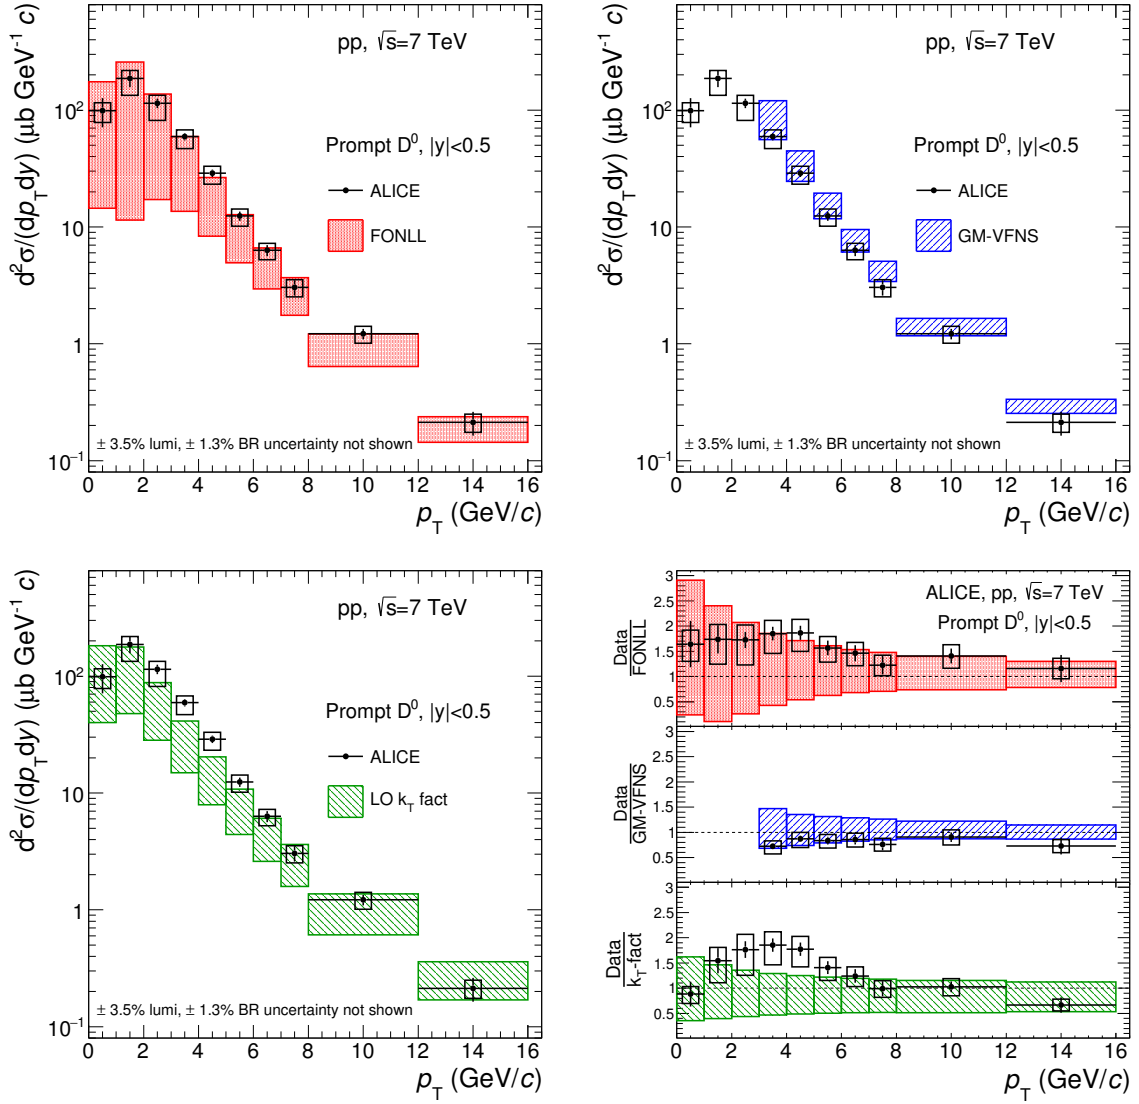 d²σ/(dp_T dy) (μb GeV⁻¹ c)
10²
10
1
10⁻¹
pp, √s=7 TeV
Prompt D⁰, |y|<0.5
ALICE
FONLL
± 3.5% lumi, ± 1.3% BR uncertainty not shown
0 2 4 6 8 10 12 14 16
p_T (GeV/c)
d²σ/(dp_T dy) (μb GeV⁻¹ c)
10²
10
1
10⁻¹
pp, √s=7 TeV
Prompt D⁰, |y|<0.5
ALICE
GM-VFNS
± 3.5% lumi, ± 1.3% BR uncertainty not shown
0 2 4 6 8 10 12 14 16
p_T (GeV/c)
d²σ/(dp_T dy) (μb GeV⁻¹ c)
10²
10
1
10⁻¹
pp, √s=7 TeV
Prompt D⁰, |y|<0.5
ALICE
LO k_T fact
± 3.5% lumi, ± 1.3% BR uncertainty not shown
0 2 4 6 8 10 12 14 16
p_T (GeV/c)
Data
FONLL
3
2.5
2
1.5
1
0.5
ALICE, pp, √s=7 TeV
Prompt D⁰, |y|<0.5
Data
GM-VFNS
3
2.5
2
1.5
1
0.5
Data
k_T-fact
3
2.5
2
1.5
1
0.5
0 2 4 6 8 10 12 14 16
p_T (GeV/c)